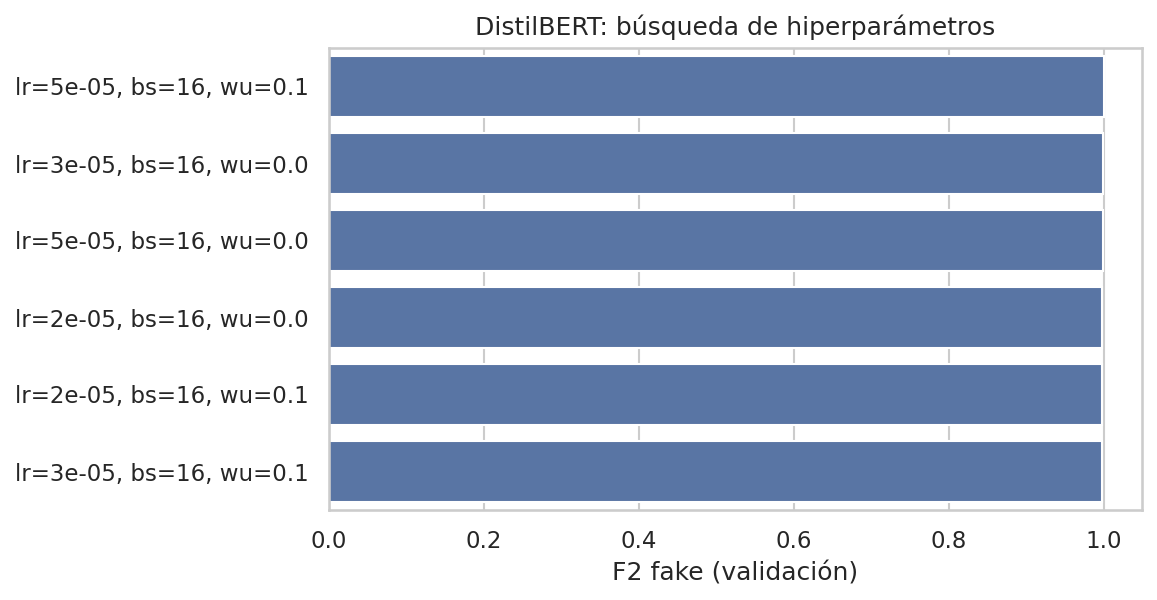 DistilBERT: búsqueda de hiperparámetros
lr=5e-05, bs=16, wu=0.1
lr=3e-05, bs=16, wu=0.0
lr=5e-05, bs=16, wu=0.0
lr=2e-05, bs=16, wu=0.0
lr=2e-05, bs=16, wu=0.1
lr=3e-05, bs=16, wu=0.1
0.0 0.2 0.4 0.6 0.8 1.0
F2 fake (validación)